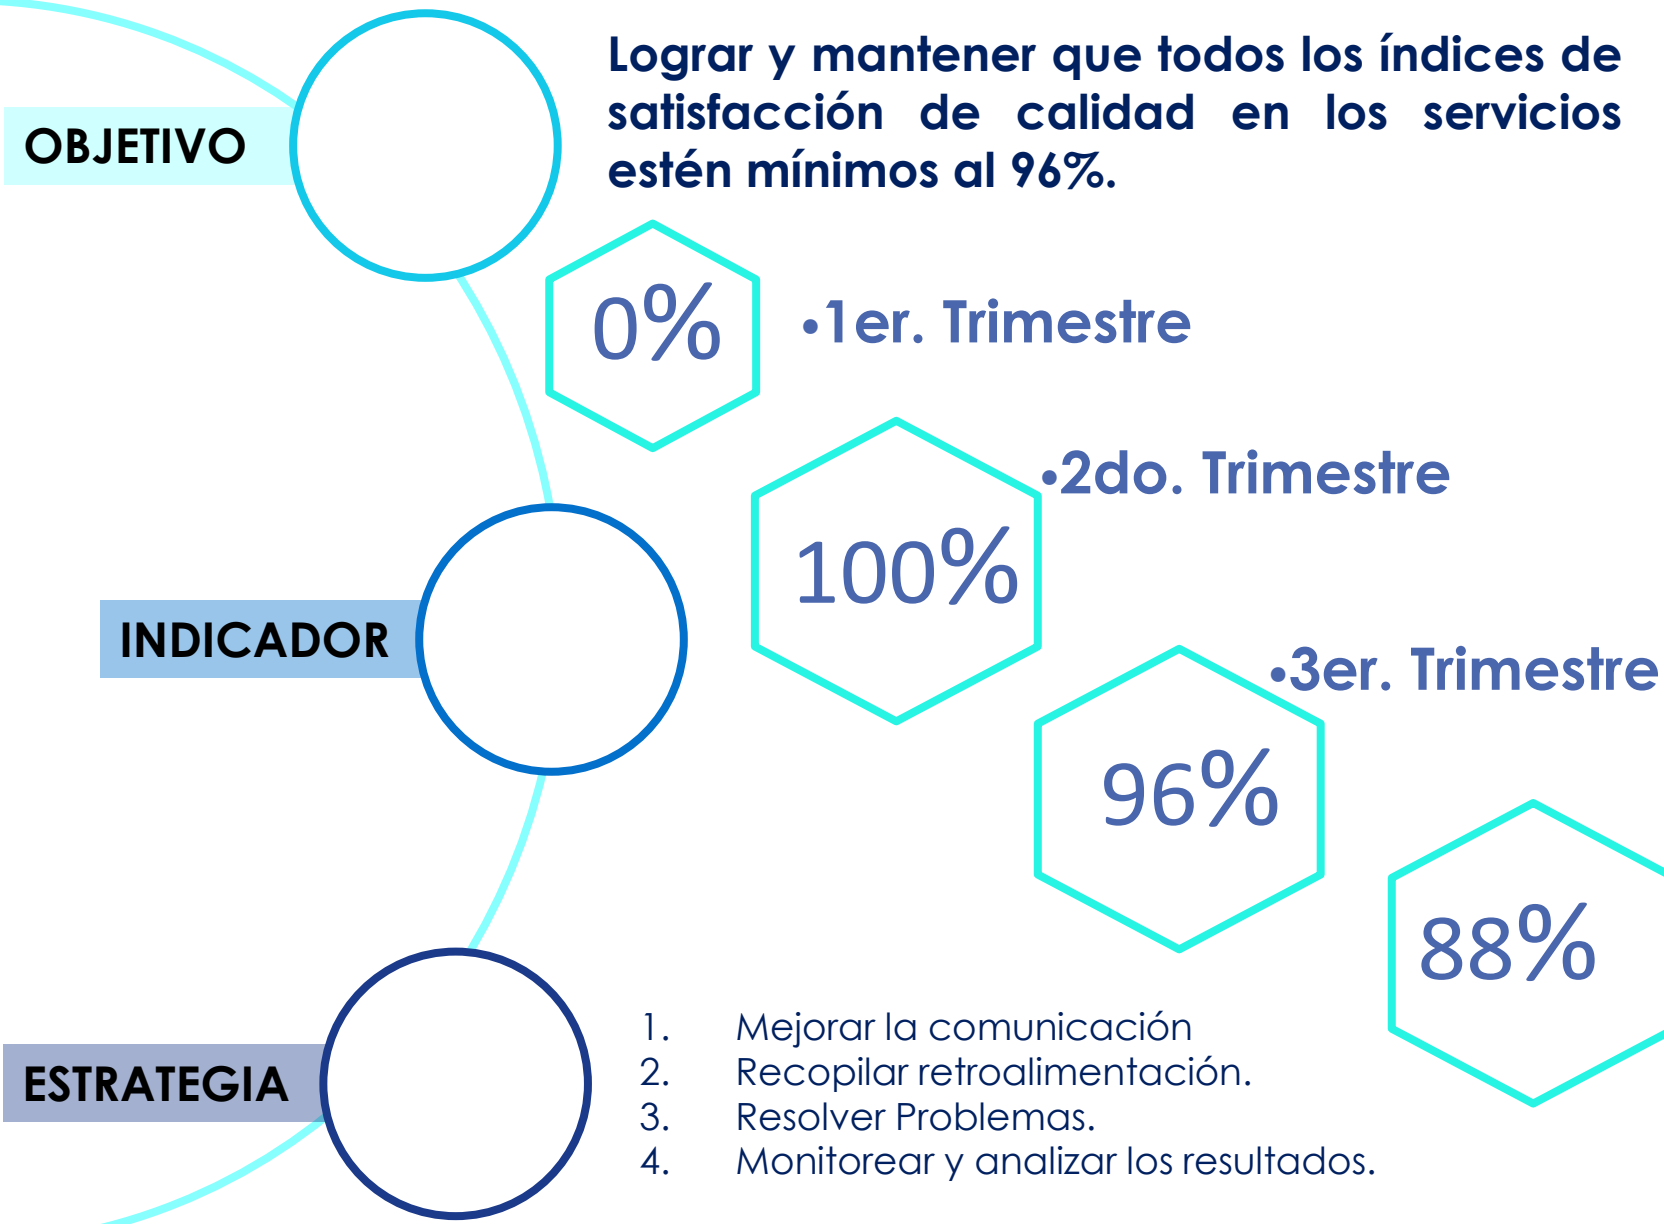 OBJETIVO
Lograr y mantener que todos los índices de
satisfacción de calidad en los servicios
estén mínimos al 96%.
0%
•1er. Trimestre
•2do. Trimestre
100%
INDICADOR
•3er. Trimestre
96%
88%
ESTRATEGIA
1. Mejorar la comunicación
2. Recopilar retroalimentación.
3. Resolver Problemas.
4. Monitorear y analizar los resultados.